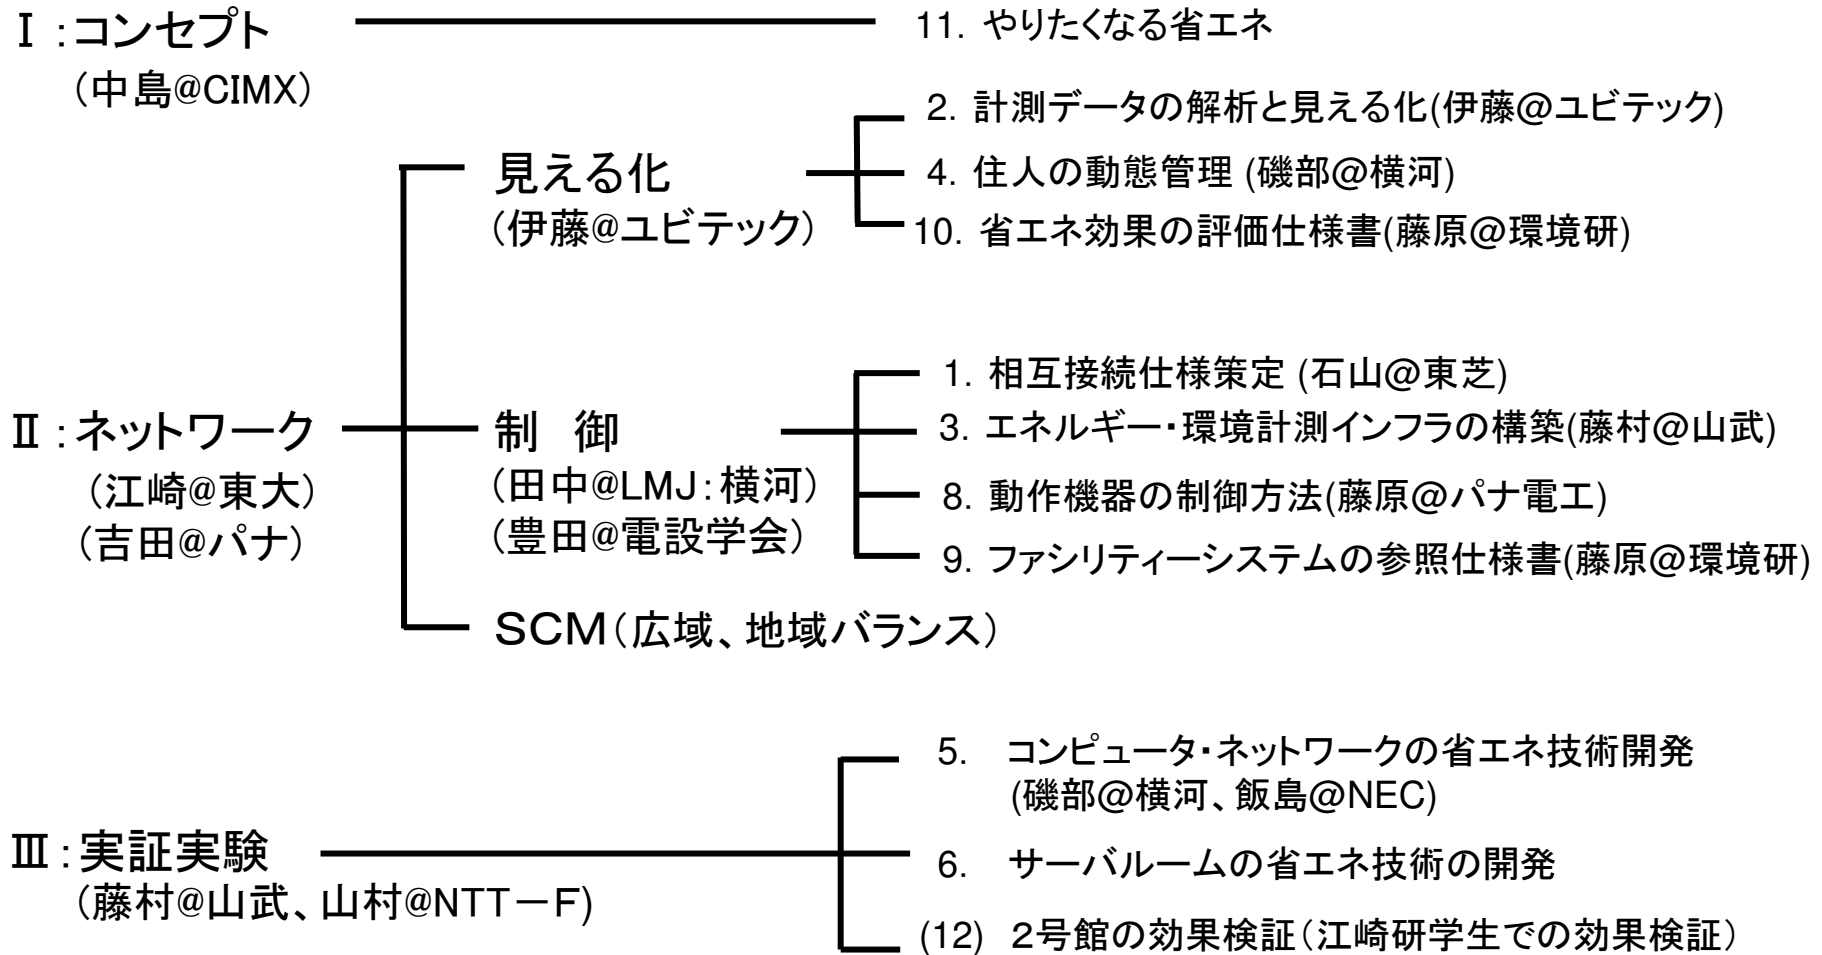 Ⅰ：コンセプト
（中島@CIMX）
11. やりたくなる省エネ
2. 計測データの解析と見える化(伊藤@ユビテック)
見える化
（伊藤@ユビテック）
4. 住人の動態管理 (磯部@横河)
10. 省エネ効果の評価仕様書(藤原@環境研)
Ⅱ：ネットワーク
（江崎@東大）
（吉田@パナ）
制　御
（田中@LMJ：横河）
（豊田@電設学会）
1. 相互接続仕様策定 (石山@東芝)
3. エネルギー・環境計測インフラの構築(藤村@山武)
8. 動作機器の制御方法(藤原@パナ電工)
9. ファシリティーシステムの参照仕様書(藤原@環境研)
ＳＣＭ（広域、地域バランス）
Ⅲ：実証実験
（藤村@山武、山村@NTT－F)
5. コンピュータ・ネットワークの省エネ技術開発
(磯部@横河、飯島@NEC)
6. サーバルームの省エネ技術の開発
(12) ２号館の効果検証（江崎研学生での効果検証）